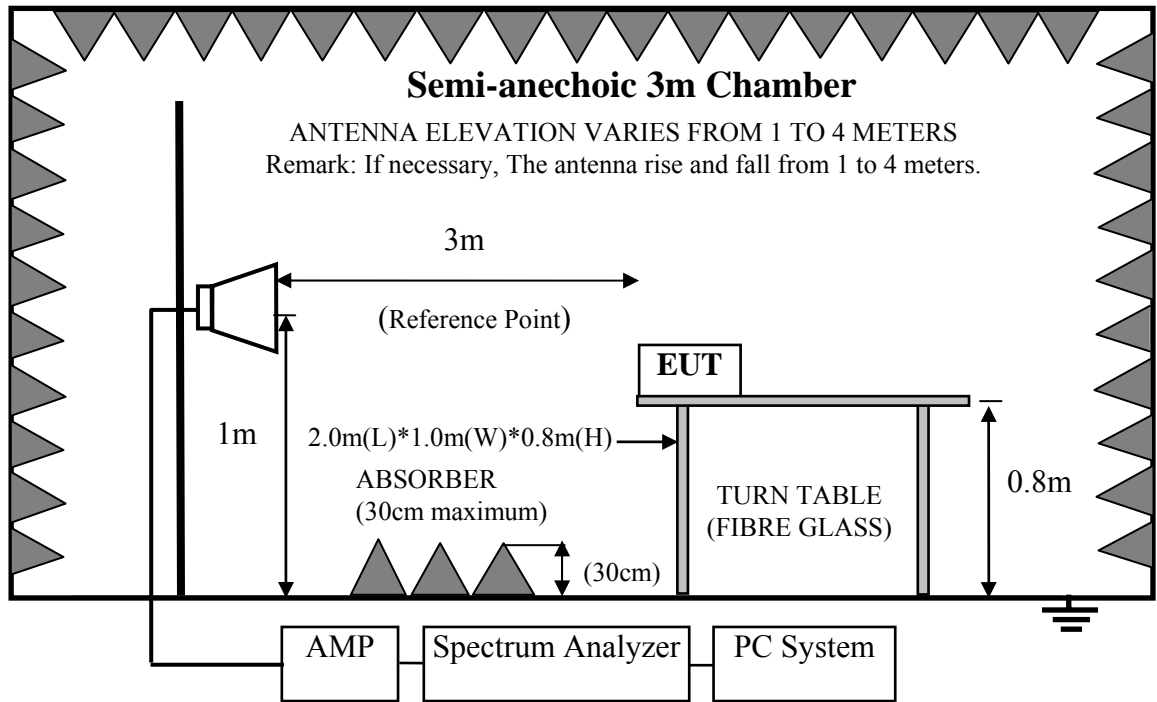 Semi-anechoic 3m Chamber
ANTENNA ELEVATION VARIES FROM 1 TO 4 METERS
Remark: If necessary, The antenna rise and fall from 1 to 4 meters.
3m
(Reference Point)
EUT
1m
2.0m(L)*1.0m(W)*0.8m(H)
ABSORBER
(30cm maximum)
(30cm)
TURN TABLE
(FIBRE GLASS)
0.8m
AMP
Spectrum Analyzer
PC System